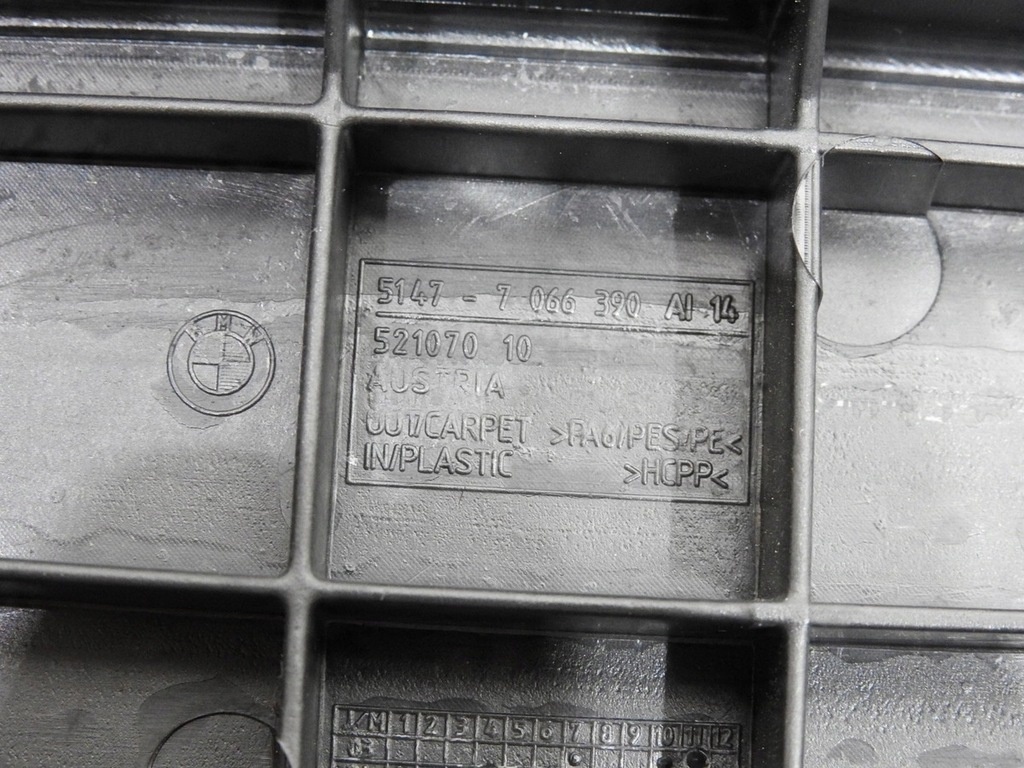 BMW
5147 - 7 066 390 AI 14
521070 10
AUSTRIA
OUT/CARPET >PA6/PES/PE<
IN/PLASTIC >HCPP<
1 2 3 4 5 6 7 8 9 10 11 12